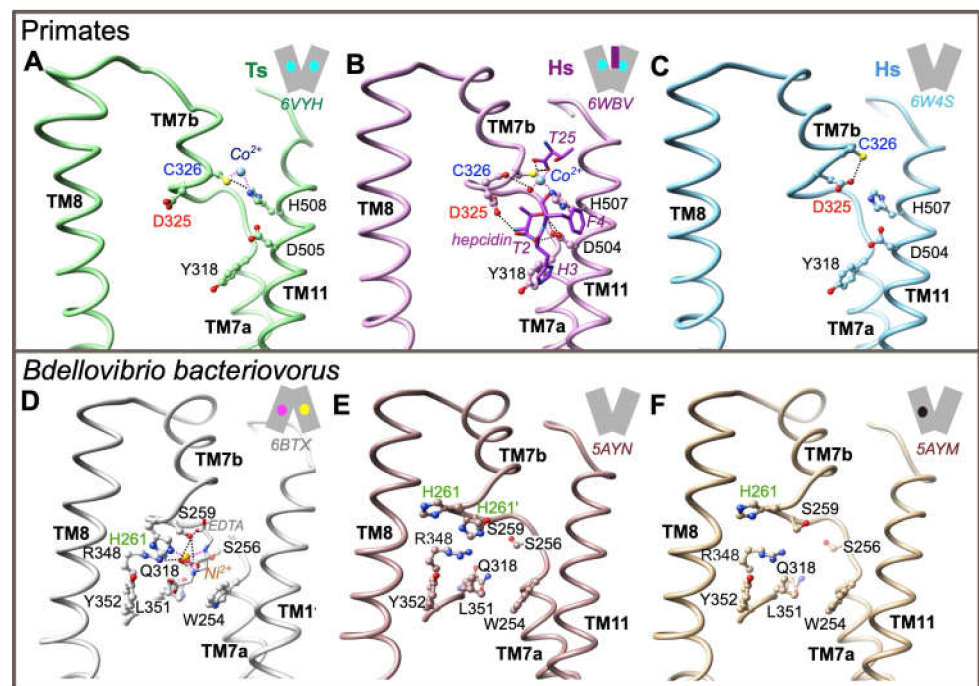 Primates
A
Ts
6VYH
TM7b
Co2+
C326
TM8
D325
H508
D505
Y318
TM11
TM7a
B
Hs
6WBV
TM7b
T25
C326
Co2+
TM8
D325
H507
F4
hepcidin
T2
D504
Y318
H3
TM11
TM7a
C
Hs
6W4S
TM7b
C326
TM8
D325
H507
D504
Y318
TM11
TM7a
Bdellovibrio bacteriovorus
D
6BTX
TM7b
S259
EDTA
TM8
H261
S256
R348
Q318
Ni2+
Y352
L351
W254
TM1
TM7a
E
5AYN
TM7b
H261
H261'
TM8
S259
S256
R348
Q318
Y352
L351
W254
TM11
TM7a
F
5AYM
TM7b
H261
TM8
S259
S256
R348
Q318
Y352
L351
W254
TM11
TM7a